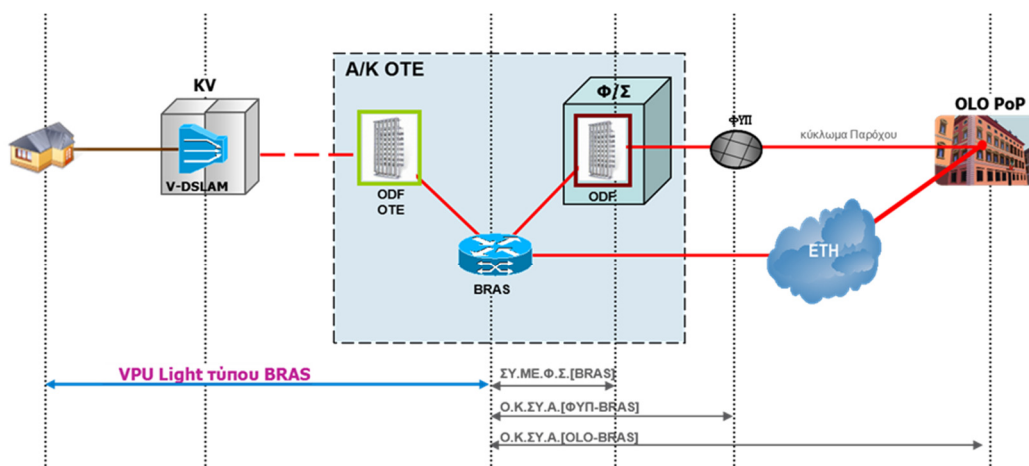 Α/Κ ΟΤΕ
KV
Φ/Σ
ΦΥΠ
OLO PoP
κύκλωμα Παρόχου
V-DSLAM
ODF
OTE
ODF
ETH
BRAS
VPU Light τύπου BRAS
ΣΥ.ΜΕ.Φ.Σ.[BRAS]
Ο.Κ.ΣΥ.Α.[ΦΥΠ-BRAS]
Ο.Κ.ΣΥ.Α.[OLO-BRAS]